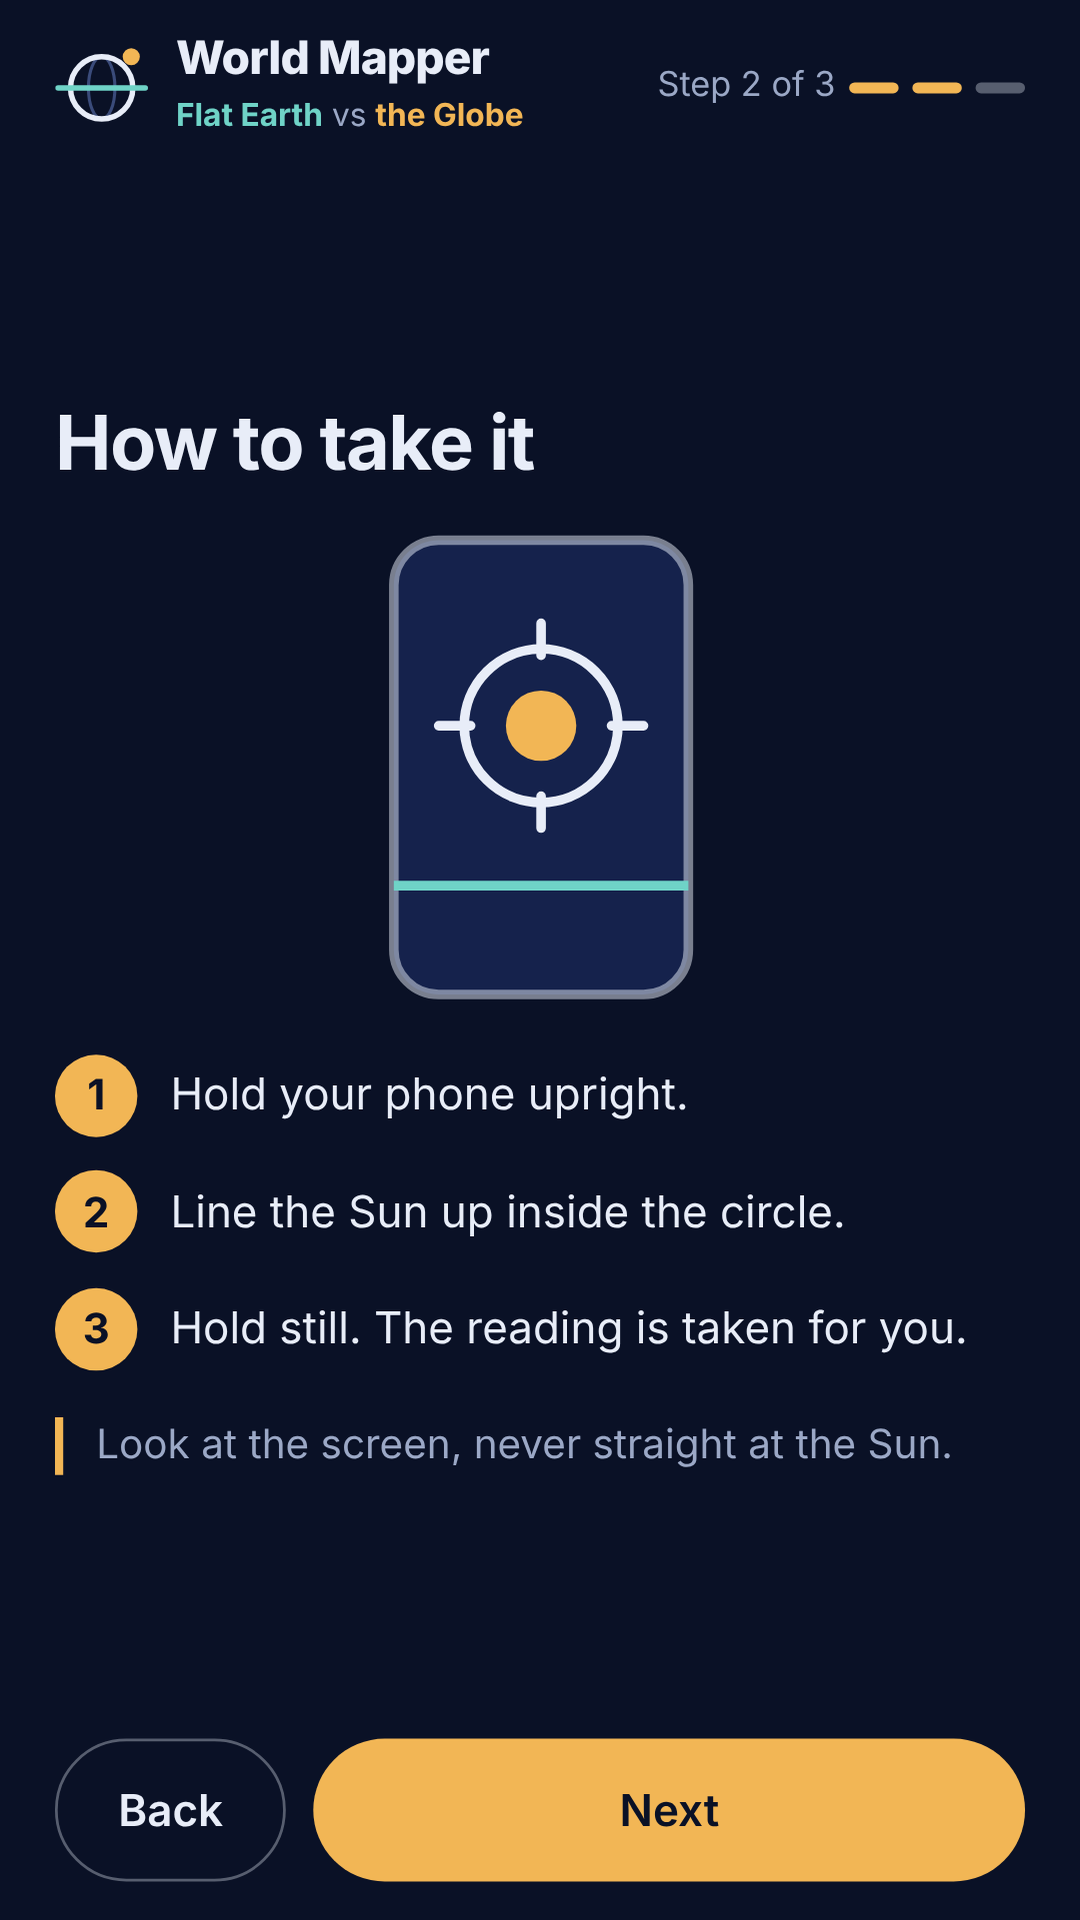 World Mapper
Flat Earth vs the Globe
Step 2 of 3
How to take it
1 Hold your phone upright.
2 Line the Sun up inside the circle.
3 Hold still. The reading is taken for you.
Look at the screen, never straight at the Sun.
Back
Next